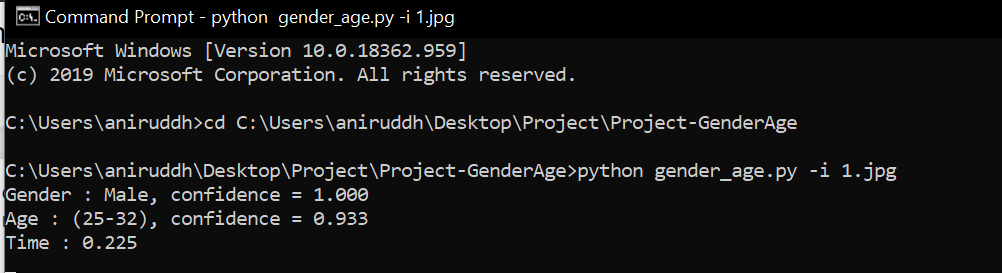 Command Prompt - python  gender_age.py -i 1.jpg
Microsoft Windows [Version 10.0.18362.959]
(c) 2019 Microsoft Corporation. All rights reserved.
C:\Users\aniruddh>cd C:\Users\aniruddh\Desktop\Project\Project-GenderAge
C:\Users\aniruddh\Desktop\Project\Project-GenderAge>python gender_age.py -i 1.jpg
Gender : Male, confidence = 1.000
Age : (25-32), confidence = 0.933
Time : 0.225